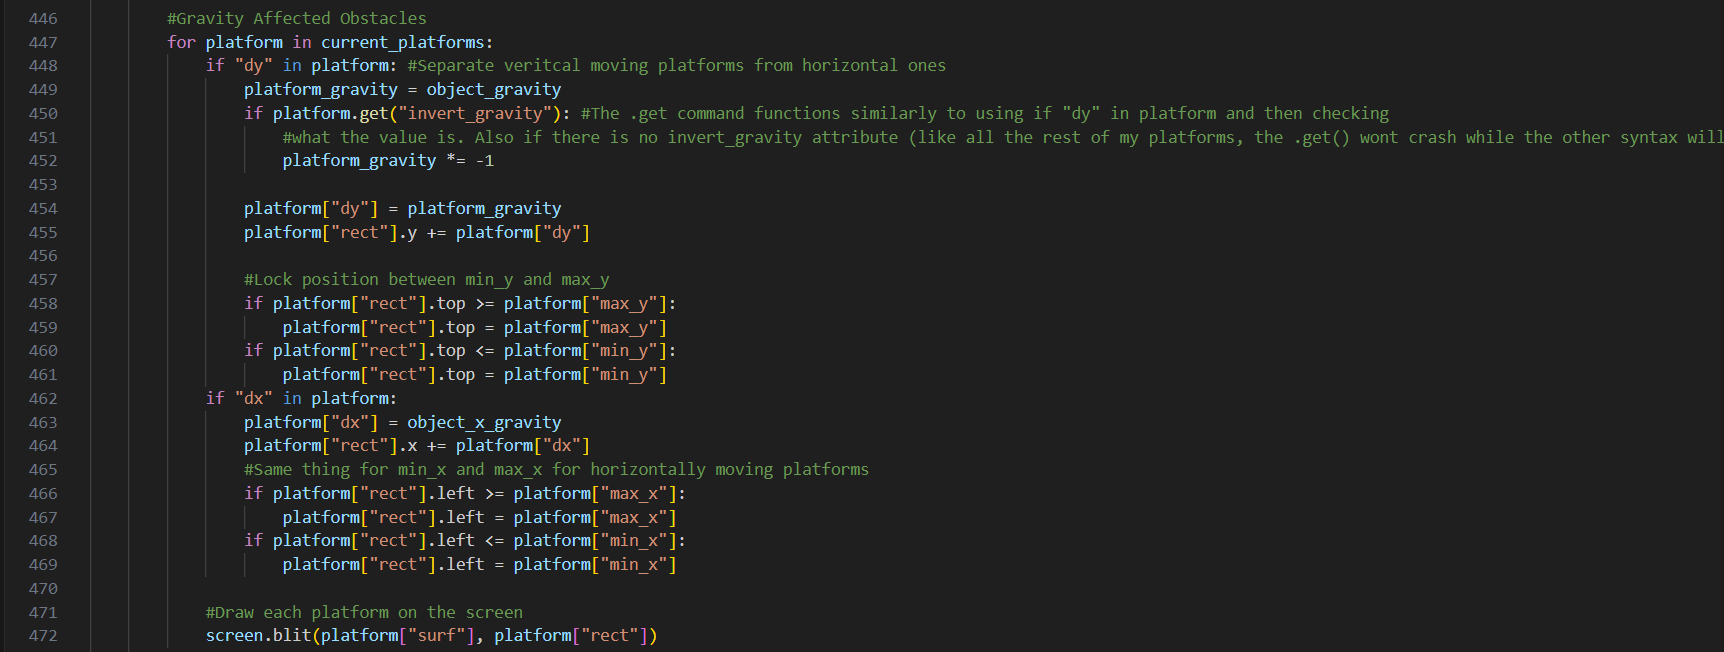 446 #Gravity Affected Obstacles
447 for platform in current_platforms:
448 if "dy" in platform: #Separate veritcal moving platforms from horizontal ones
449 platform_gravity = object_gravity
450 if platform.get("invert_gravity"): #The .get command functions similarly to using if "dy" in platform and then checking
451 #what the value is. Also if there is no invert_gravity attribute (like all the rest of my platforms, the .get() wont crash while the other syntax will
452 platform_gravity *= -1
453
454 platform["dy"] = platform_gravity
455 platform["rect"].y += platform["dy"]
456
457 #Lock position between min_y and max_y
458 if platform["rect"].top >= platform["max_y"]:
459 platform["rect"].top = platform["max_y"]
460 if platform["rect"].top <= platform["min_y"]:
461 platform["rect"].top = platform["min_y"]
462 if "dx" in platform:
463 platform["dx"] = object_x_gravity
464 platform["rect"].x += platform["dx"]
465 #Same thing for min_x and max_x for horizontally moving platforms
466 if platform["rect"].left >= platform["max_x"]:
467 platform["rect"].left = platform["max_x"]
468 if platform["rect"].left <= platform["min_x"]:
469 platform["rect"].left = platform["min_x"]
470
471 #Draw each platform on the screen
472 screen.blit(platform["surf"], platform["rect"])